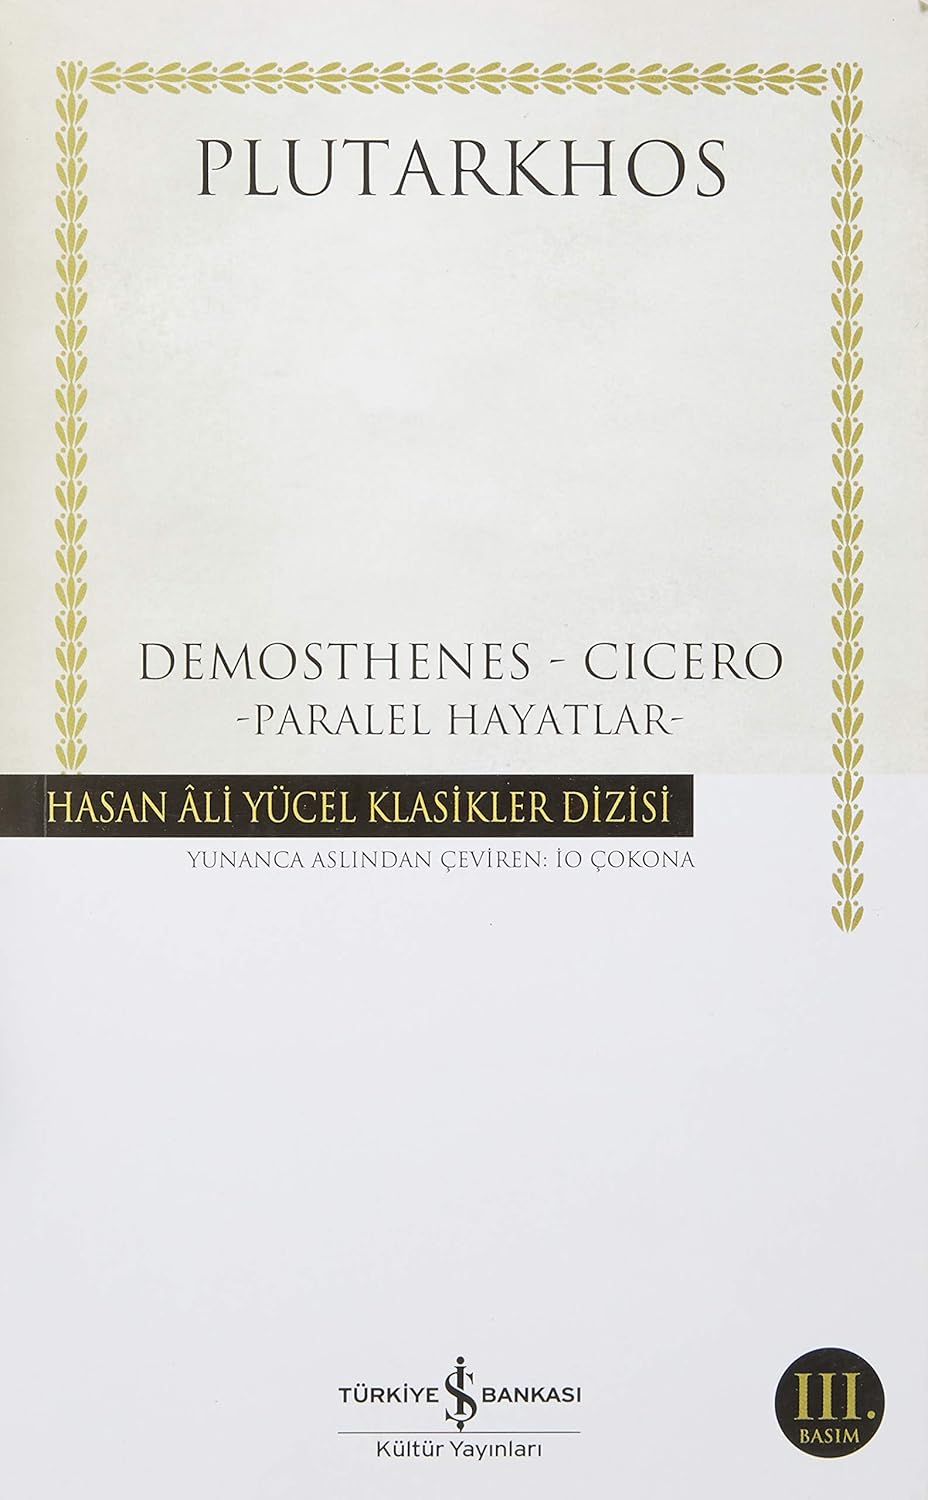 PLUTARKHOS
DEMOSTHENES - CICERO
-PARALEL HAYATLAR-
HASAN ÂLİ YÜCEL KLASİKLER DİZİSİ
YUNANCA ASLINDAN ÇEVİREN: İO ÇOKONA
TÜRKİYE İŞ BANKASI
Kültür Yayınları
III.
BASIM